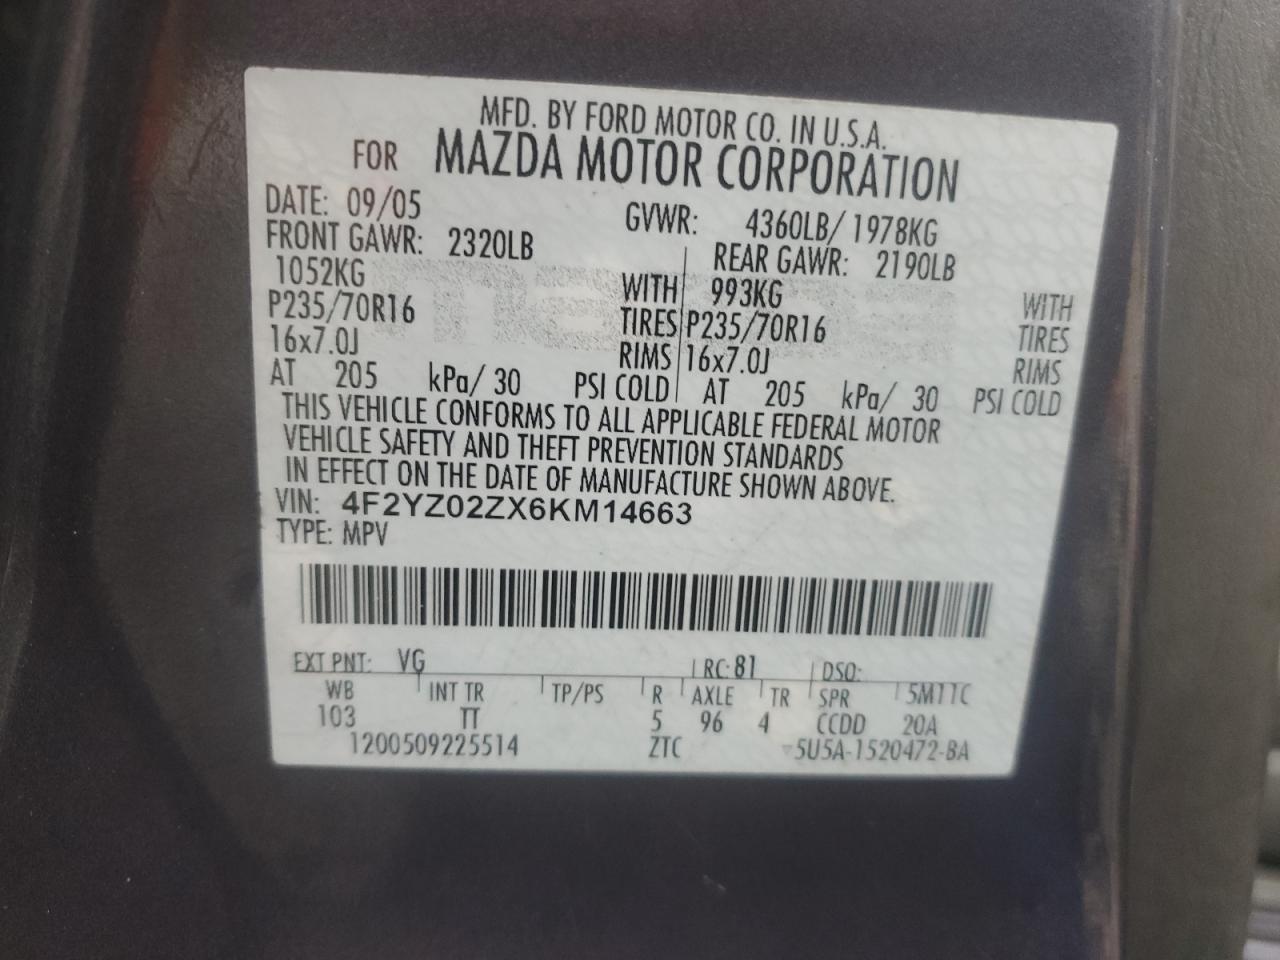 MFD. BY FORD MOTOR CO. IN U.S.A.
FOR MAZDA MOTOR CORPORATION
DATE: 09/05 GVWR: 4360LB/ 1978KG
FRONT GAWR: 2320LB REAR GAWR: 2190LB
1052KG WITH 993KG WITH
P235/70R16 TIRES P235/70R16 TIRES
16x7.0J RIMS 16x7.0J RIMS
AT 205 kPa/ 30 PSI COLD AT 205 kPa/ 30 PSI COLD
THIS VEHICLE CONFORMS TO ALL APPLICABLE FEDERAL MOTOR
VEHICLE SAFETY AND THEFT PREVENTION STANDARDS
IN EFFECT ON THE DATE OF MANUFACTURE SHOWN ABOVE.
VIN: 4F2YZ02ZX6KM14663
TYPE: MPV
EXT PNT: VG RC: 81 DSO:
WB INT TR TP/PS R AXLE TR SPR 5M11C
103 TT 5 96 4 CCDD 20A
1200509225514 ZTC 5U5A-1520472-BA